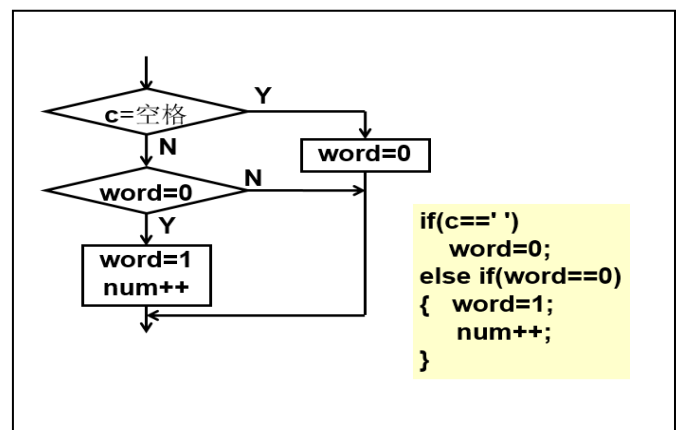 c=空格
Y
N
word=0
word=0
N
Y
word=1
num++
if(c==' ')
word=0;
else if(word==0)
{ word=1;
num++;
}